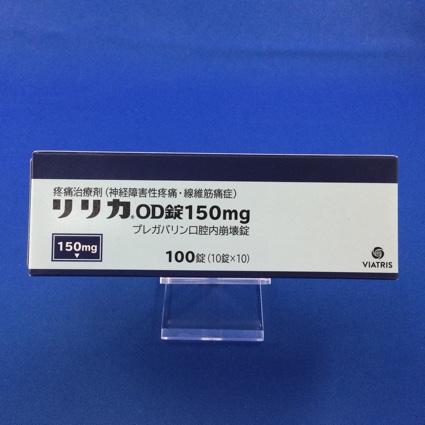 疼痛治療剤(神経障害性疼痛・線維筋痛症)
リリカ®OD錠150mg
プレガバリン口腔内崩壊錠
150mg
100錠(10錠×10)
VIATRIS